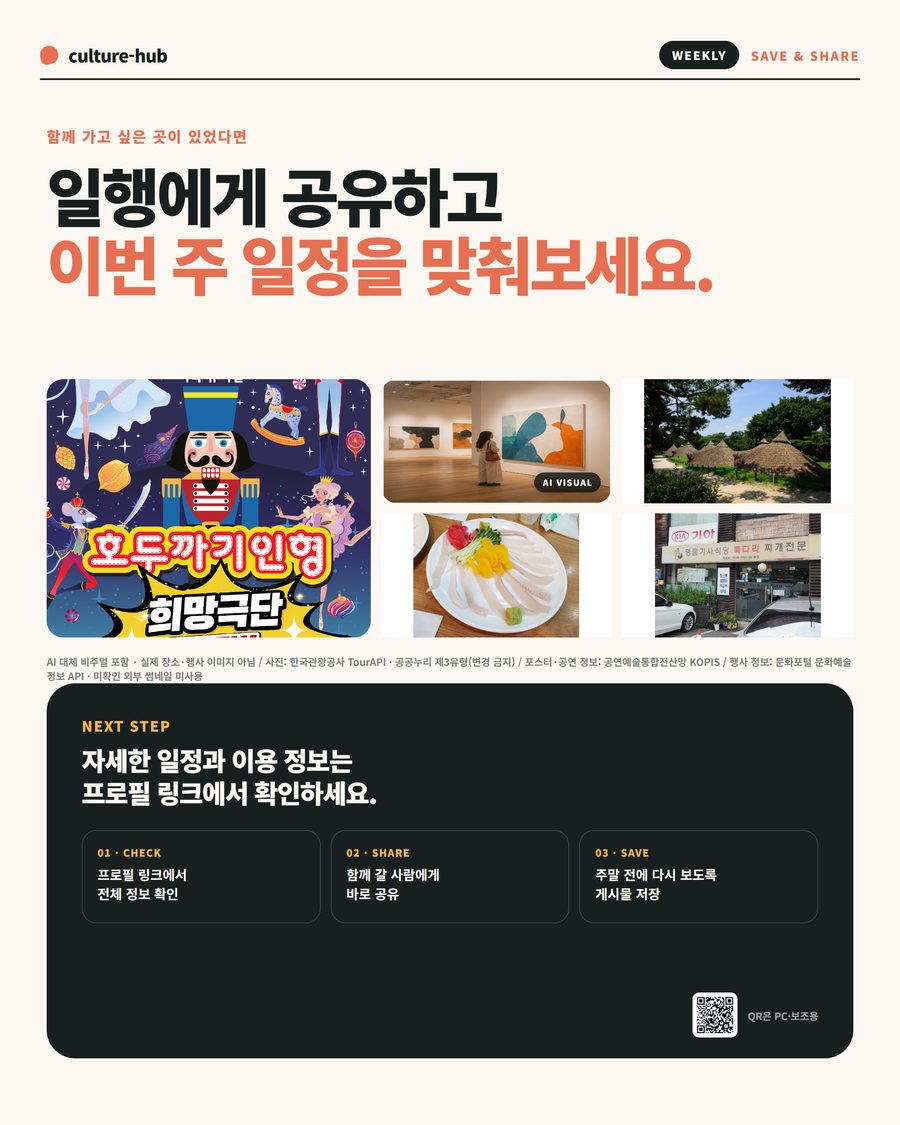 culture-hub
WEEKLY
SAVE & SHARE
함께 가고 싶은 곳이 있었다면
일행에게 공유하고
이번 주 일정을 맞춰보세요.
호두까기인형
희망극단
AI VISUAL
KIA 기아
명물기사식당 뼈다리 찌개전문
AI 대체 비주얼 포함 · 실제 장소·행사 이미지 아님 / 사진: 한국관광공사 TourAPI · 공공누리 제3유형(변경 금지) / 포스터·공연 정보: 공연예술통합전산망 KOPIS / 행사 정보: 문화포털 문화예술
정보 API · 미확인 외부 썸네일 미사용
NEXT STEP
자세한 일정과 이용 정보는
프로필 링크에서 확인하세요.
01 · CHECK
프로필 링크에서
전체 정보 확인
02 · SHARE
함께 갈 사람에게
바로 공유
03 · SAVE
주말 전에 다시 보도록
게시물 저장
QR은 PC·보조용